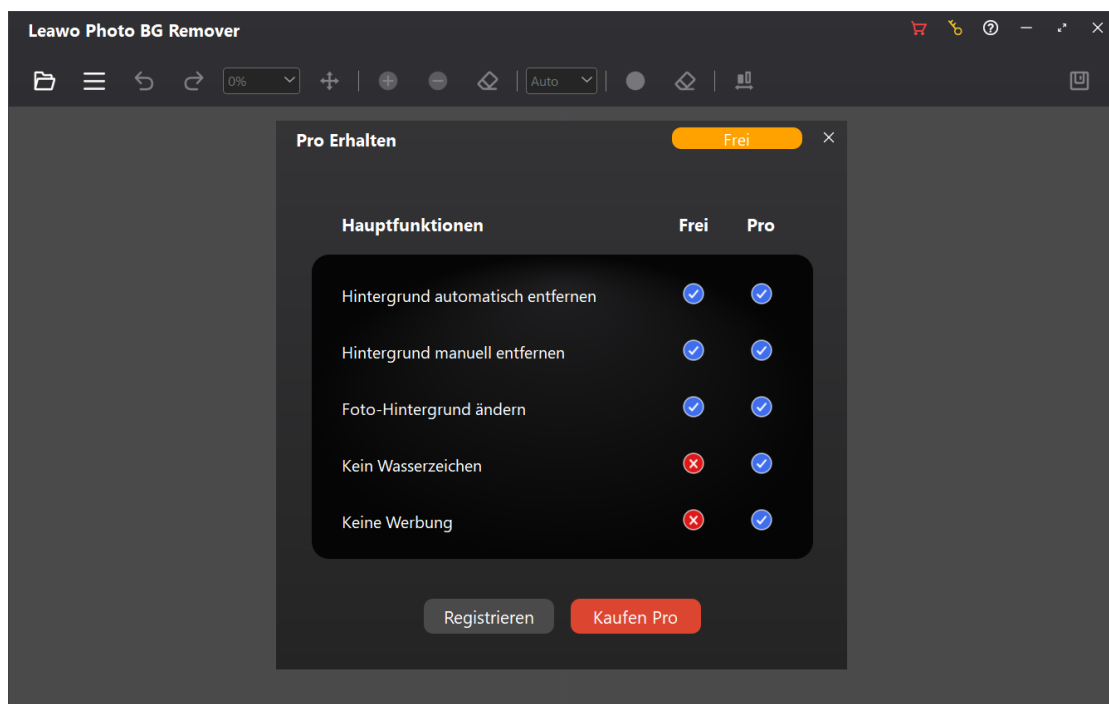 Leawo Photo BG Remover
0%
Auto
Pro Erhalten
Frei
Hauptfunktionen Frei Pro
Hintergrund automatisch entfernen
Hintergrund manuell entfernen
Foto-Hintergrund ändern
Kein Wasserzeichen
Keine Werbung
Registrieren
Kaufen Pro